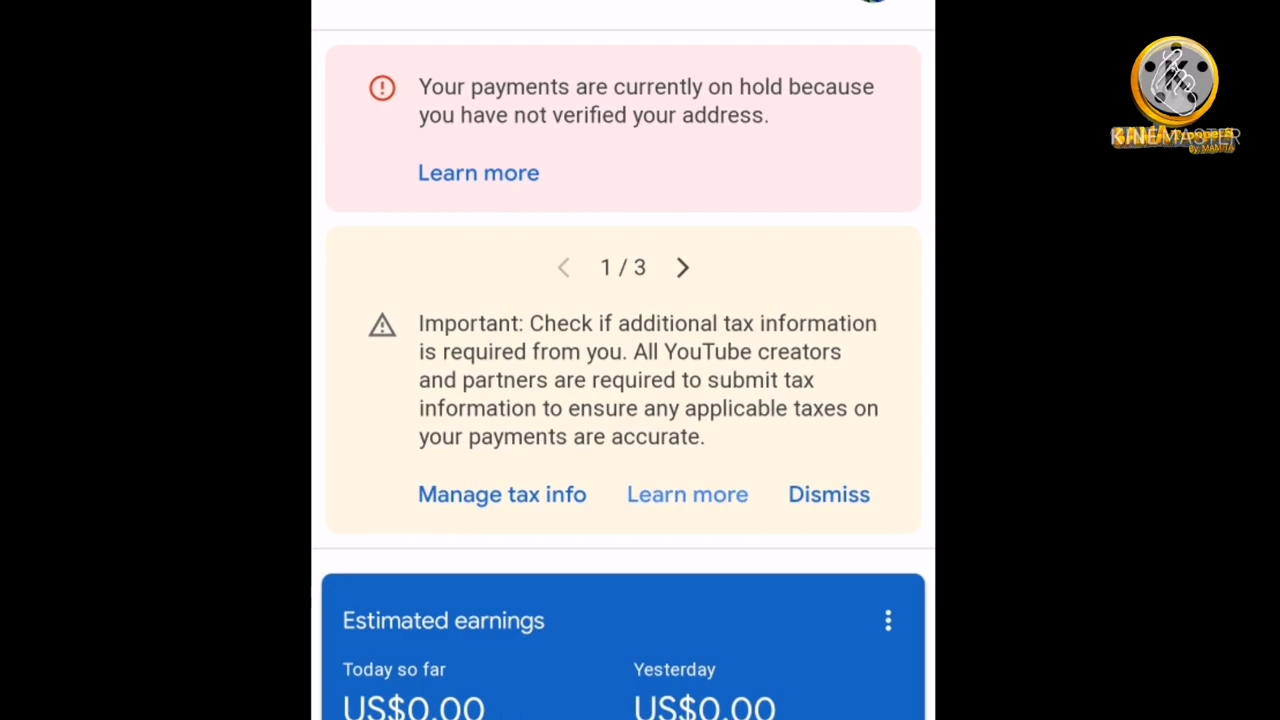 Your payments are currently on hold because
you have not verified your address.
Learn more
1 / 3
Important: Check if additional tax information
is required from you. All YouTube creators
and partners are required to submit tax
information to ensure any applicable taxes on
your payments are accurate.
Manage tax info Learn more Dismiss
Estimated earnings
Today so far Yesterday
US$0.00 US$0.00
KINEMASTER
By: MAMITA